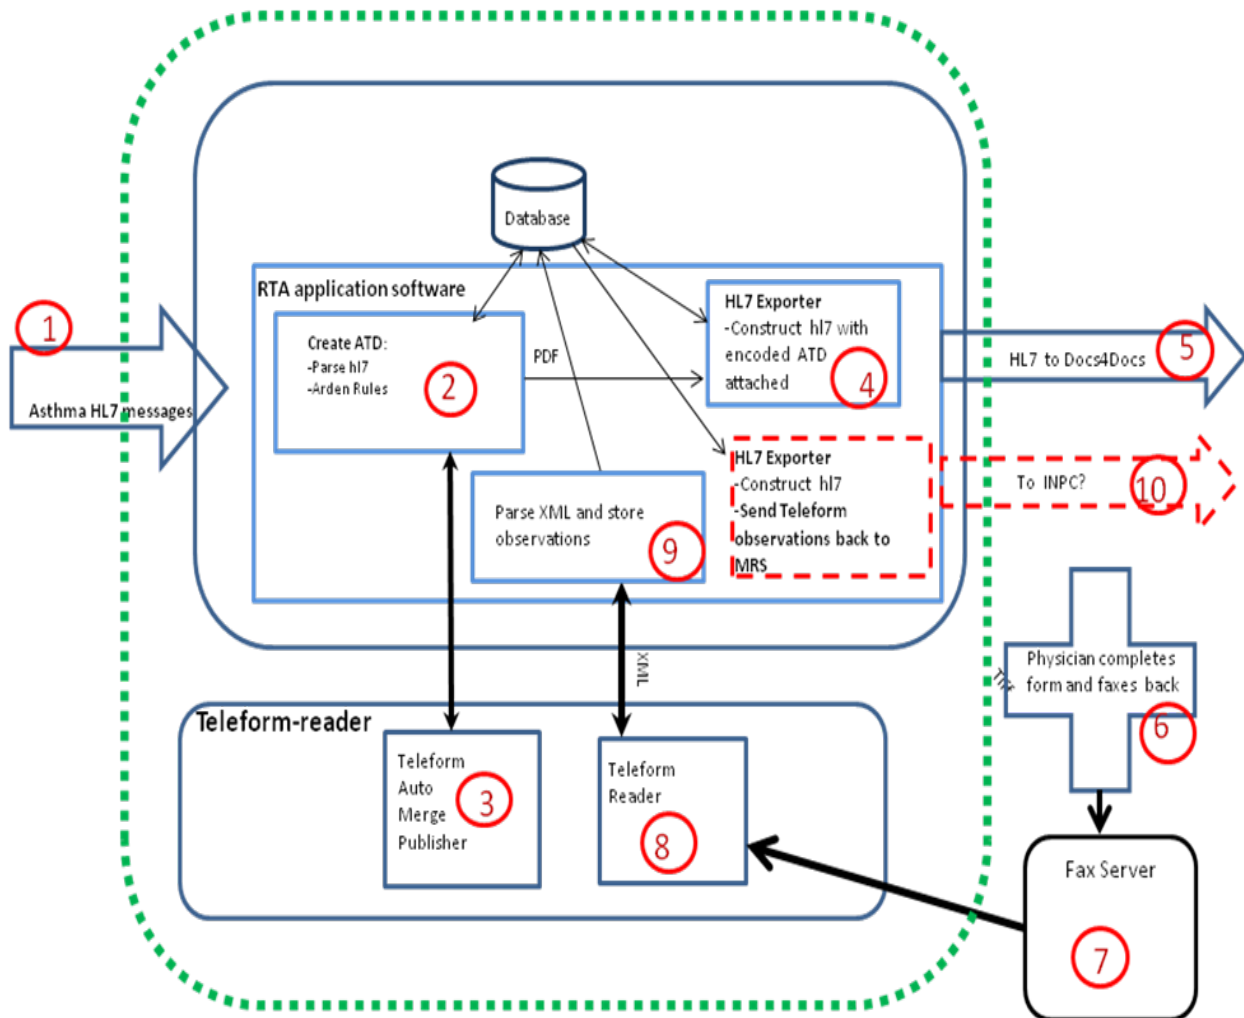 Database
RTA application software
1
Asthma HL7 messages
Create ATD:
-Parse hl7
-Arden Rules
2
PDF
HL7 Exporter
-Construct hl7 with
encoded ATD
attached
4
HL7 to Docs4Docs
5
HL7 Exporter
-Construct hl7
-Send Teleform
observations back to
MRS
To INPC?
10
Parse XML and store
observations
9
XML
Physician completes
form and faxes back
6
Teleform-reader
Teleform
Auto
Merge
Publisher
3
Teleform
Reader
8
Fax Server
7